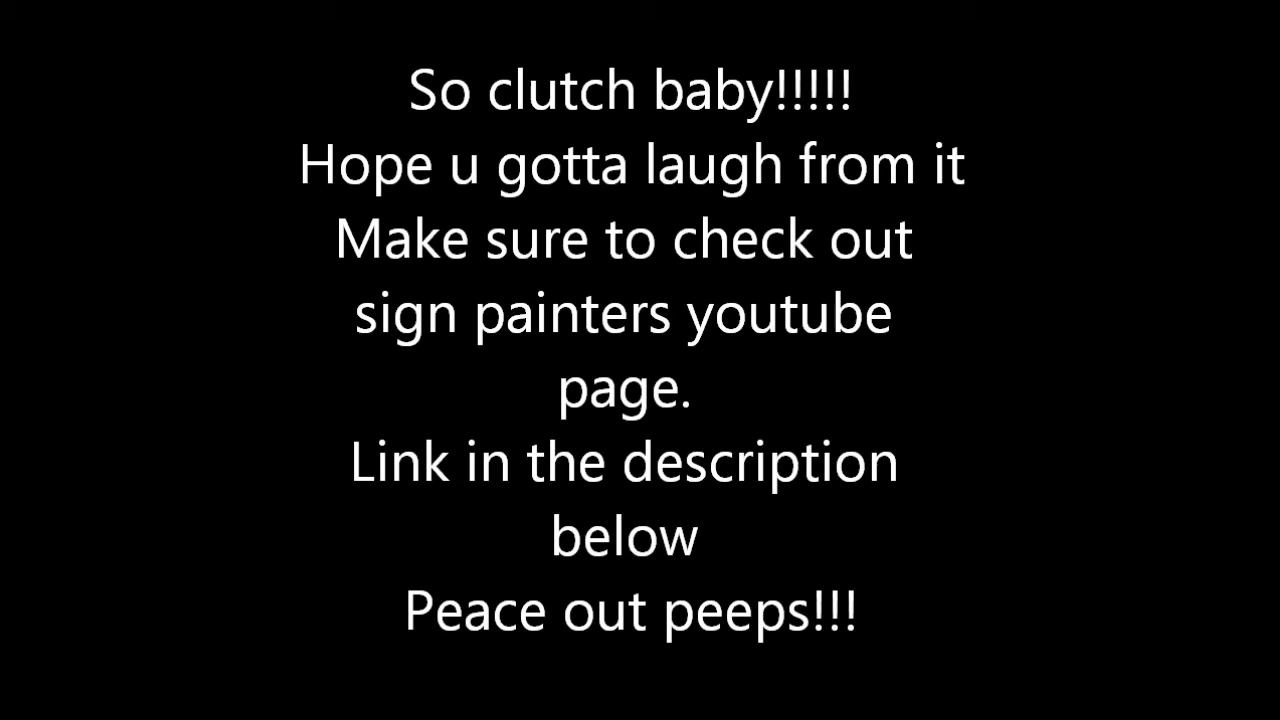 So clutch baby!!!!!
Hope u gotta laugh from it
Make sure to check out
sign painters youtube
page.
Link in the description
below
Peace out peeps!!!